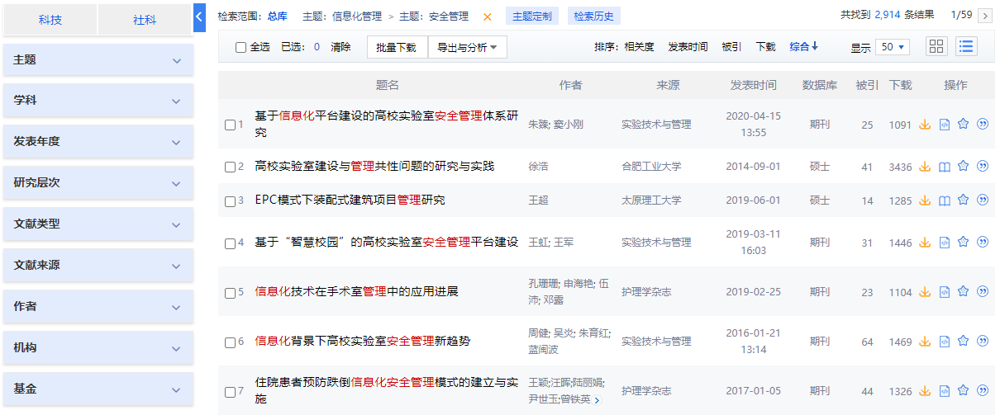 科技 社科
主题
学科
发表年度
研究层次
文献类型
文献来源
作者
机构
基金
检索范围：总库 主题：信息化管理 > 主题：安全管理 主题定制 检索历史 共找到 2,914 条结果 1/59 >
全选 已选：0 清除 批量下载 导出与分析 排序：相关度 发表时间 被引 下载 综合↓ 显示 50
题名 作者 来源 发表时间 数据库 被引 下载 操作
1 基于信息化平台建设的高校实验室安全管理体系研究 朱臻; 窦小刚 实验技术与管理 2020-04-15 13:55 期刊 25 1091
2 高校实验室建设与管理共性问题的研究与实践 徐浩 合肥工业大学 2014-09-01 硕士 41 3436
3 EPC模式下装配式建筑项目管理研究 王超 太原理工大学 2019-06-01 硕士 14 1285
4 基于“智慧校园”的高校实验室安全管理平台建设 王虹; 王军 实验技术与管理 2019-03-11 16:03 期刊 31 1446
5 信息化技术在手术室管理中的应用进展 孔珊珊; 申海艳; 伍沛; 邓露 护理学杂志 2019-02-25 期刊 23 1104
6 信息化背景下高校实验室安全管理新趋势 周健; 吴炎; 朱育红; 蓝闽波 实验技术与管理 2016-01-21 13:14 期刊 64 1469
7 住院患者预防跌倒信息化安全管理模式的建立与实施 王颖;汪晖;陆丽娟;尹世玉;曾铁英 护理学杂志 2017-01-05 期刊 44 1326